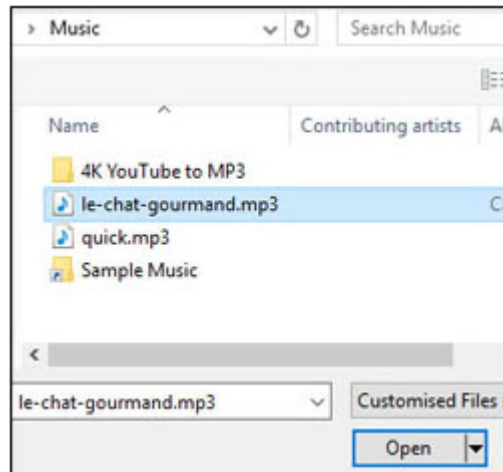 › Music Search Music
Name Contributing artists
4K YouTube to MP3
le-chat-gourmand.mp3
quick.mp3
Sample Music
le-chat-gourmand.mp3 Customised Files
Open